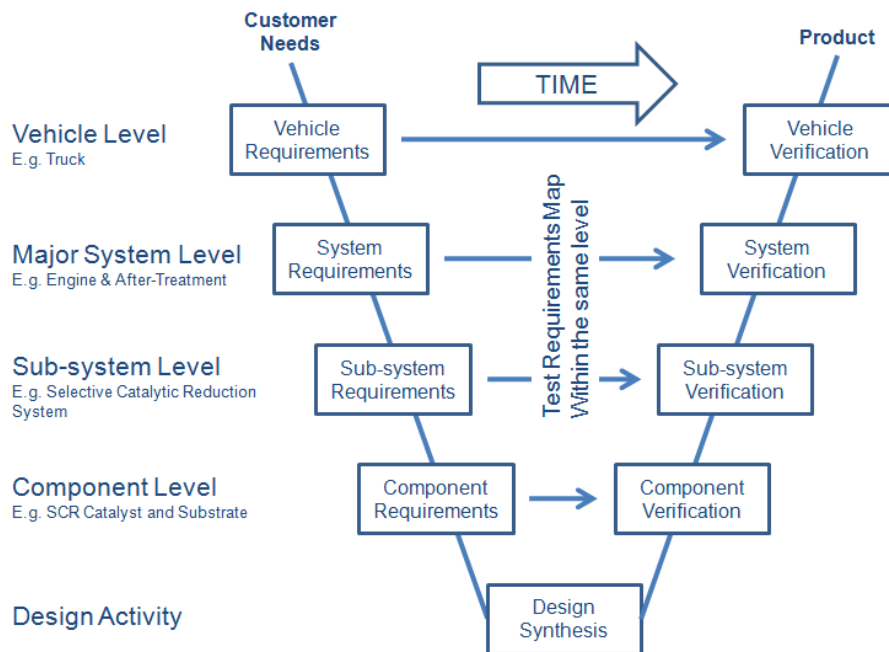 Customer
Needs
Product
TIME
Vehicle Level
E.g. Truck
Vehicle
Requirements
Vehicle
Verification
Test Requirements Map
Within the same level
Major System Level
E.g. Engine & After-Treatment
System
Requirements
System
Verification
Sub-system Level
E.g. Selective Catalytic Reduction
System
Sub-system
Requirements
Sub-system
Verification
Component Level
E.g. SCR Catalyst and Substrate
Component
Requirements
Component
Verification
Design Activity
Design
Synthesis